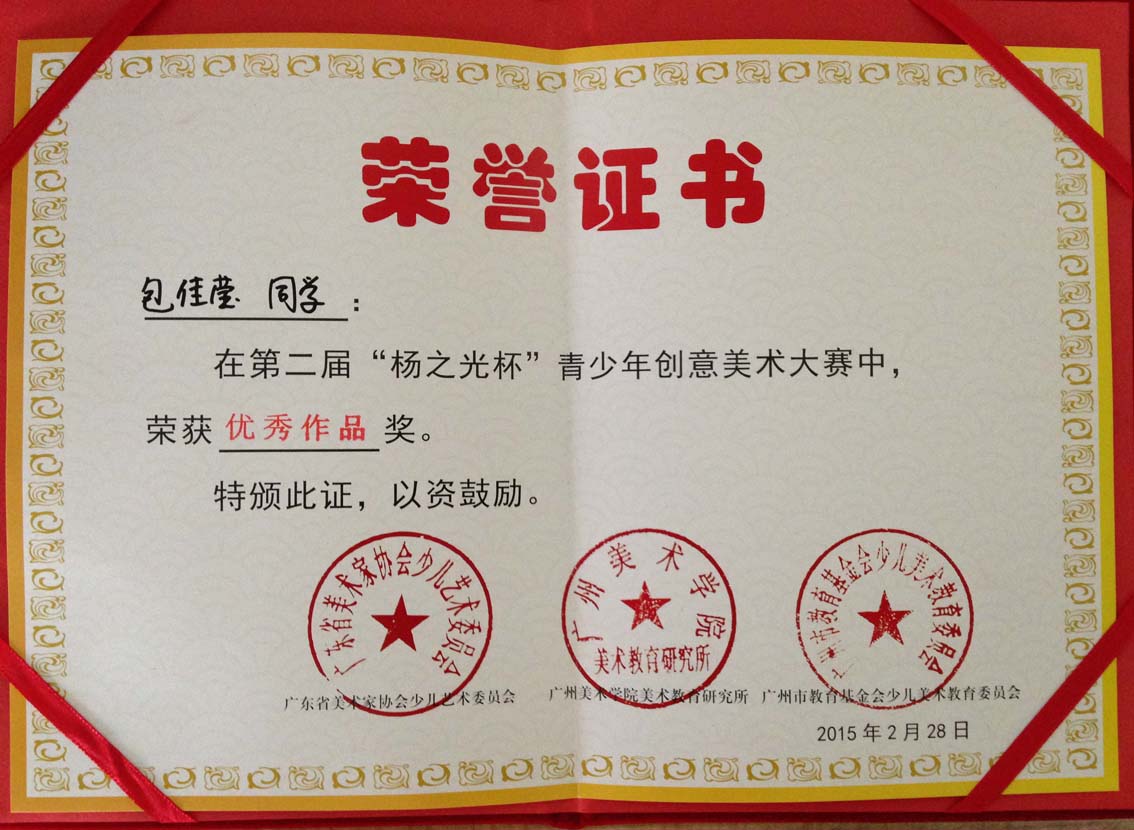 荣誉证书
包佳莹 同学：
在第二届“杨之光杯”青少年创意美术大赛中，
荣获优秀作品奖。
特颁此证，以资鼓励。
广东省美术家协会少儿艺术委员会
广州美术学院
美术教育研究所
广州市教育基金会少儿美术教育委员会
广东省美术家协会少儿艺术委员会 广州美术学院美术教育研究所 广州市教育基金会少儿美术教育委员会
2015年2月28日